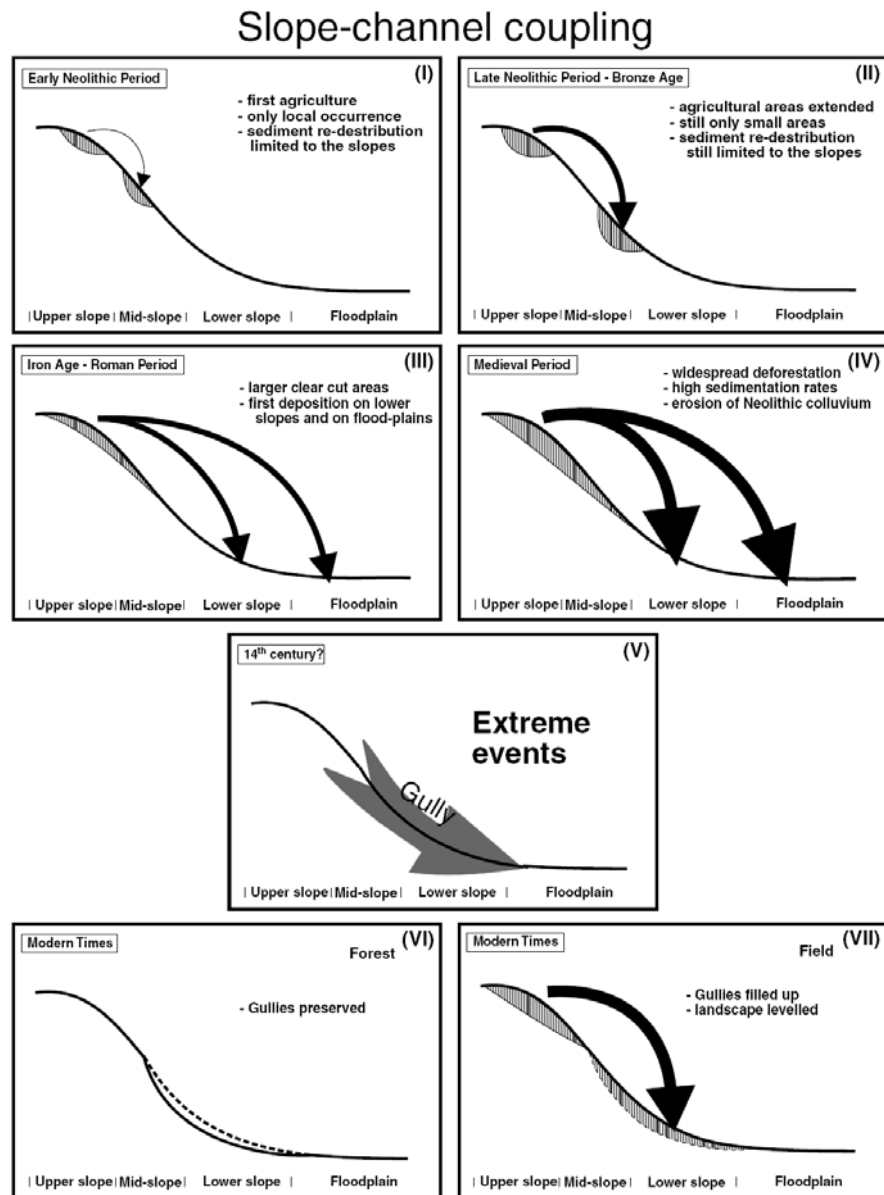 Slope-channel coupling
Early Neolithic Period
(I)
- first agriculture
- only local occurrence
- sediment re-destribution
limited to the slopes
|Upper slope|Mid-slope| Lower slope | Floodplain
Late Neolithic Period - Bronze Age
(II)
- agricultural areas extended
- still only small areas
- sediment re-destribution
still limited to the slopes
|Upper slope|Mid-slope| Lower slope | Floodplain
Iron Age - Roman Period
(III)
- larger clear cut areas
- first deposition on lower
slopes and on flood-plains
| Upper slope|Mid-slope| Lower slope | Floodplain
Medieval Period
(IV)
- widespread deforestation
- high sedimentation rates
- erosion of Neolithic colluvium
| Upper slope|Mid-slope| Lower slope | Floodplain
14th century?
(V)
Extreme
events
Gully
| Upper slope|Mid-slope| Lower slope | Floodplain
Modern Times
(VI)
Forest
- Gullies preserved
| Upper slope|Mid-slope| Lower slope | Floodplain
Modern Times
(VII)
Field
- Gullies filled up
- landscape levelled
| Upper slope|Mid-slope| Lower slope | Floodplain